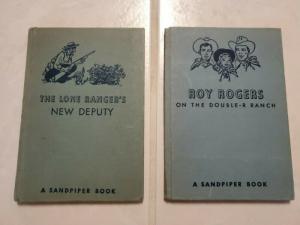 THE LONE RANGER'S
NEW DEPUTY
A SANDPIPER BOOK
ROY ROGERS
ON THE DOUBLE-R RANCH
A SANDPIPER BOOK